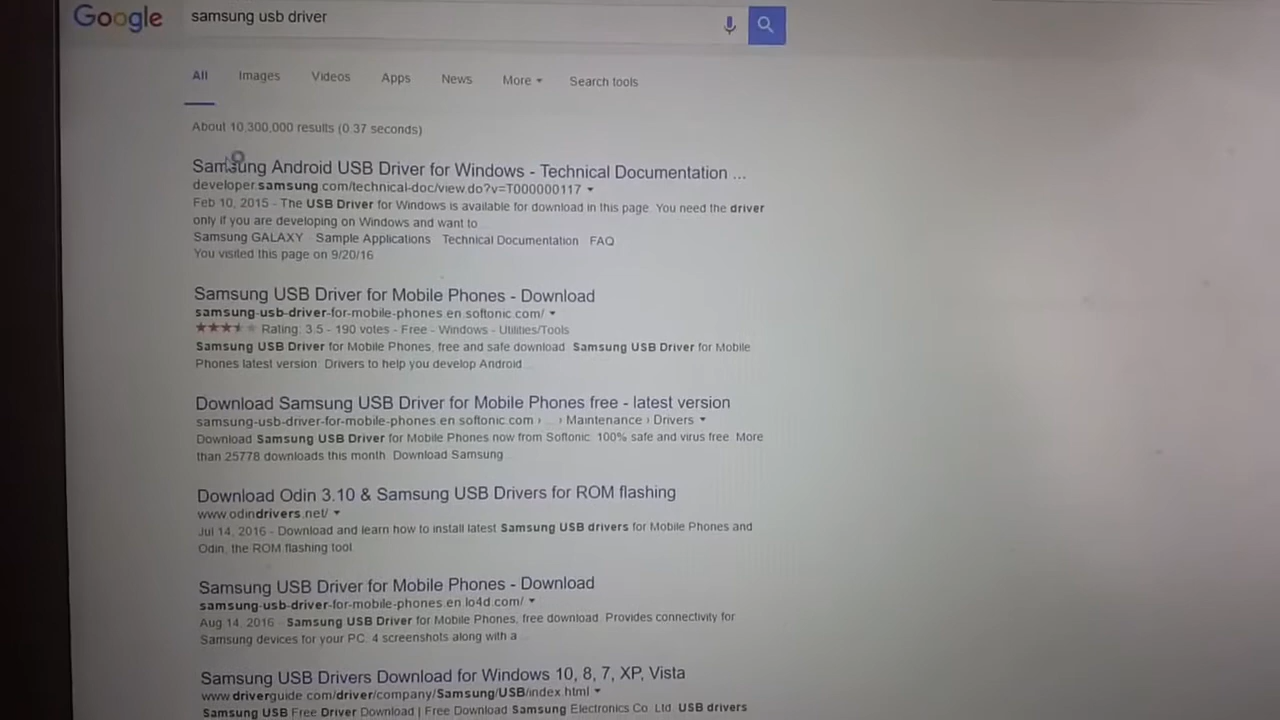 Google samsung usb driver
All Images Videos Apps News More Search tools
About 10,300,000 results (0.37 seconds)
Samsung Android USB Driver for Windows - Technical Documentation ...
developer.samsung.com/technical-doc/view.do?v=T000000117
Feb 10, 2015 - The USB Driver for Windows is available for download in this page. You need the driver
only if you are developing on Windows and want to
Samsung GALAXY Sample Applications Technical Documentation FAQ
You visited this page on 9/20/16
Samsung USB Driver for Mobile Phones - Download
samsung-usb-driver-for-mobile-phones.en.softonic.com/
Rating: 3.5 - 190 votes - Free - Windows - Utilities/Tools
Samsung USB Driver for Mobile Phones, free and safe download. Samsung USB Driver for Mobile
Phones latest version: Drivers to help you develop Android
Download Samsung USB Driver for Mobile Phones free - latest version
samsung-usb-driver-for-mobile-phones.en.softonic.com › ... › Maintenance › Drivers
Download Samsung USB Driver for Mobile Phones now from Softonic: 100% safe and virus free. More
than 25778 downloads this month. Download Samsung
Download Odin 3.10 & Samsung USB Drivers for ROM flashing
www.odindrivers.net/
Jul 14, 2016 - Download and learn how to install latest Samsung USB drivers for Mobile Phones and
Odin, the ROM flashing tool.
Samsung USB Driver for Mobile Phones - Download
samsung-usb-driver-for-mobile-phones.en.lo4d.com/
Aug 14, 2016 - Samsung USB Driver for Mobile Phones, free download. Provides connectivity for
Samsung devices for your PC. 4 screenshots along with a
Samsung USB Drivers Download for Windows 10, 8, 7, XP, Vista
www.driverguide.com/driver/company/Samsung/USB/index.html
Samsung USB Free Driver Download | Free Download Samsung Electronics Co. Ltd. USB drivers